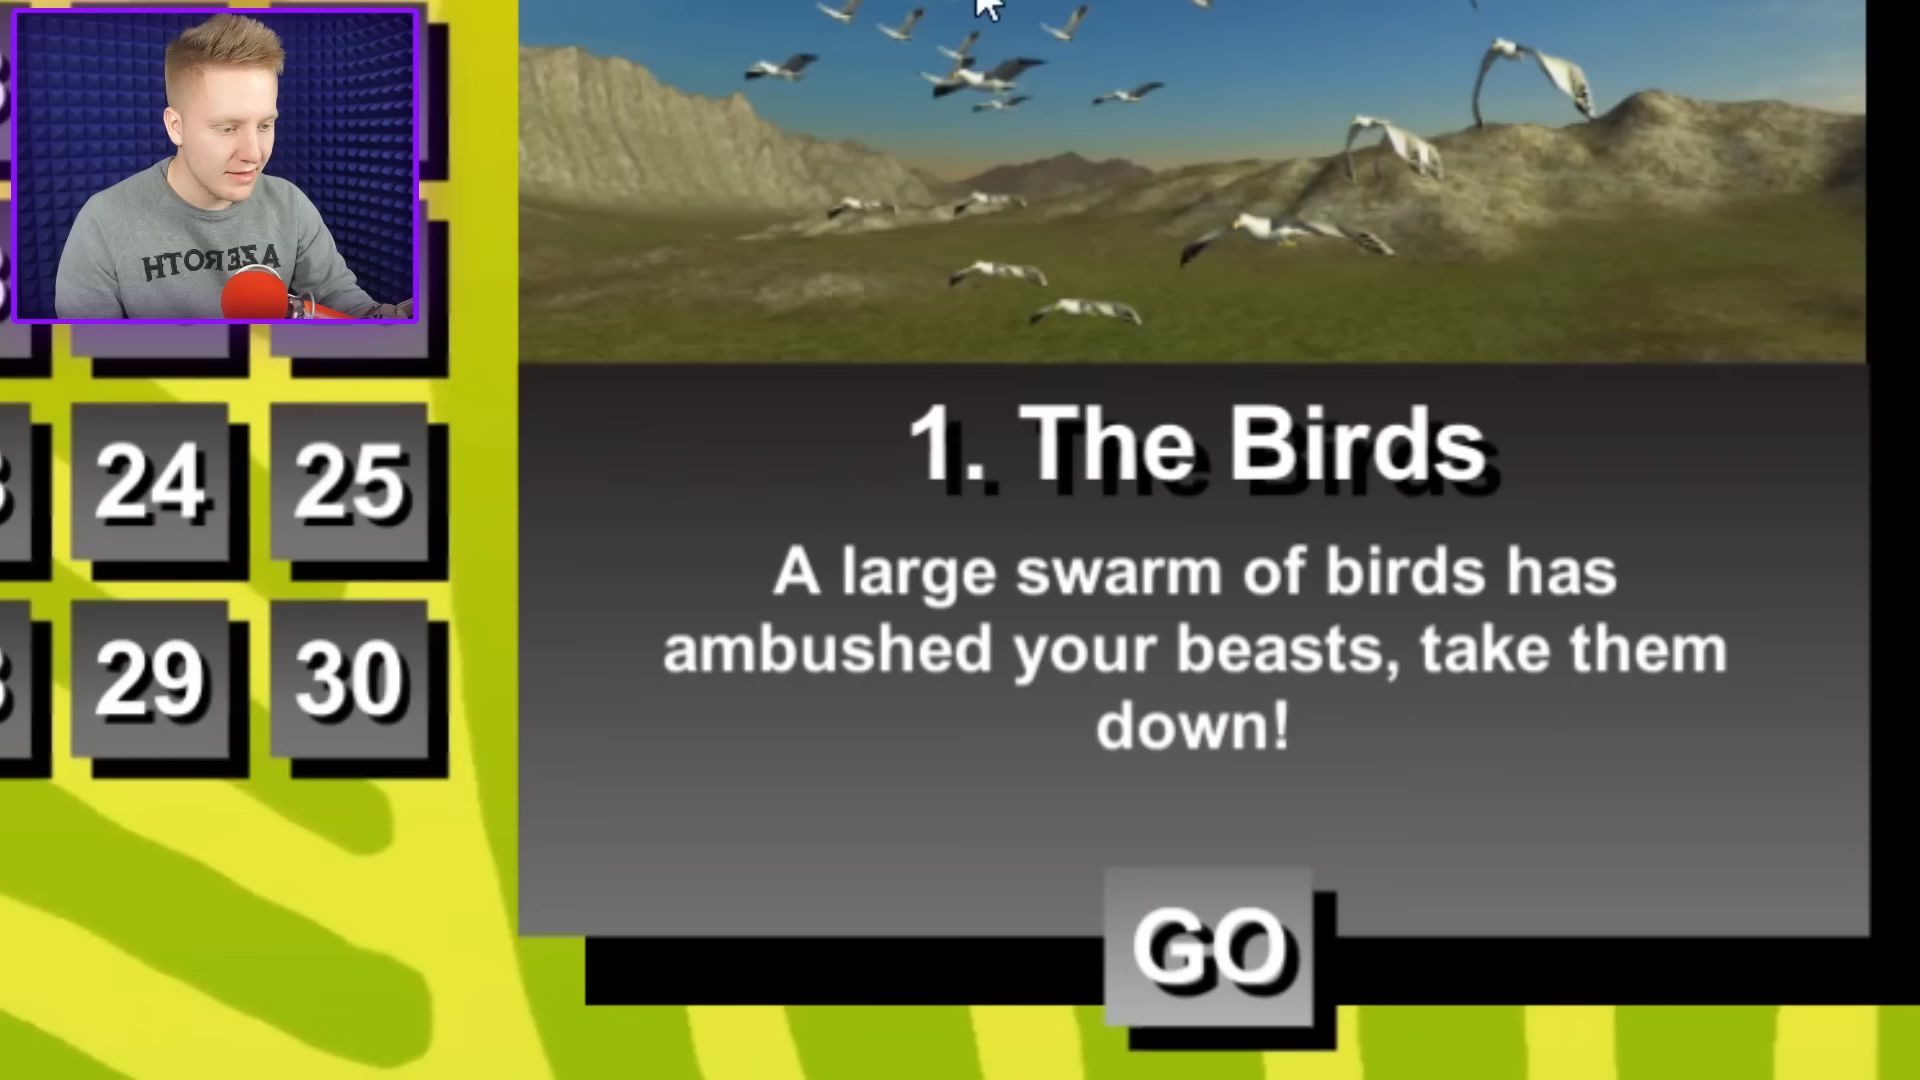 AZEROTH
24 25
29 30
1. The Birds
A large swarm of birds has
ambushed your beasts, take them
down!
GO